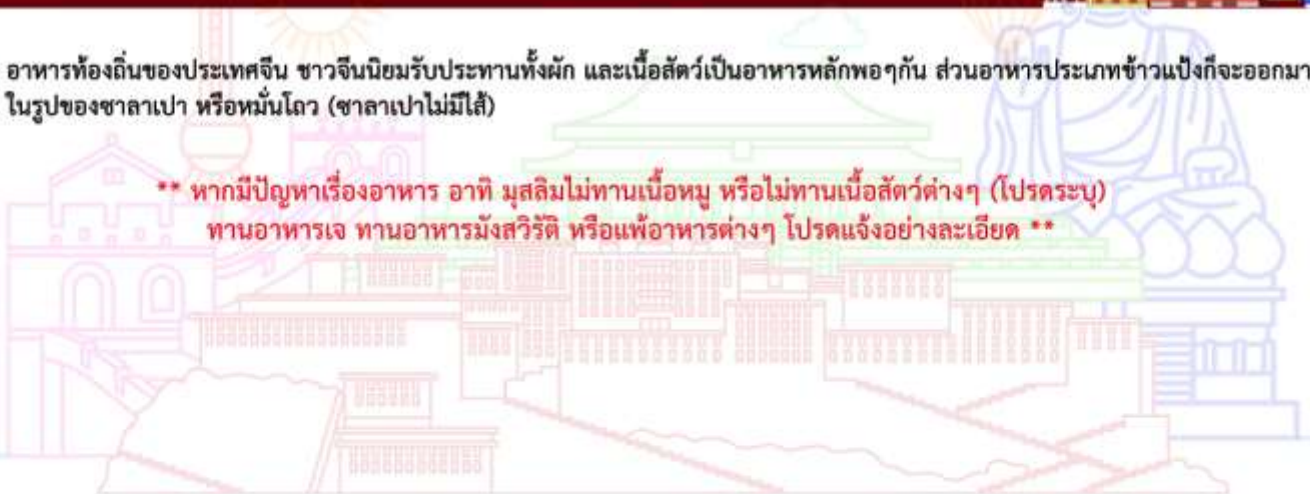 อาหารท้องถิ่นของประเทศจีน ชาวจีนนิยมรับประทานทั้งผัก และเนื้อสัตว์เป็นอาหารหลักพอๆกัน ส่วนอาหารประเภทข้าวแป้งก็จะออกมา
ในรูปของซาลาเปา หรือหมั่นโถว (ซาลาเปาไม่มีไส้)
** หากมีปัญหาเรื่องอาหาร อาทิ มุสลิมไม่ทานเนื้อหมู หรือไม่ทานเนื้อสัตว์ต่างๆ (โปรดระบุ)
ทานอาหารเจ ทานอาหารมังสวิรัติ หรือแพ้อาหารต่างๆ โปรดแจ้งอย่างละเอียด **